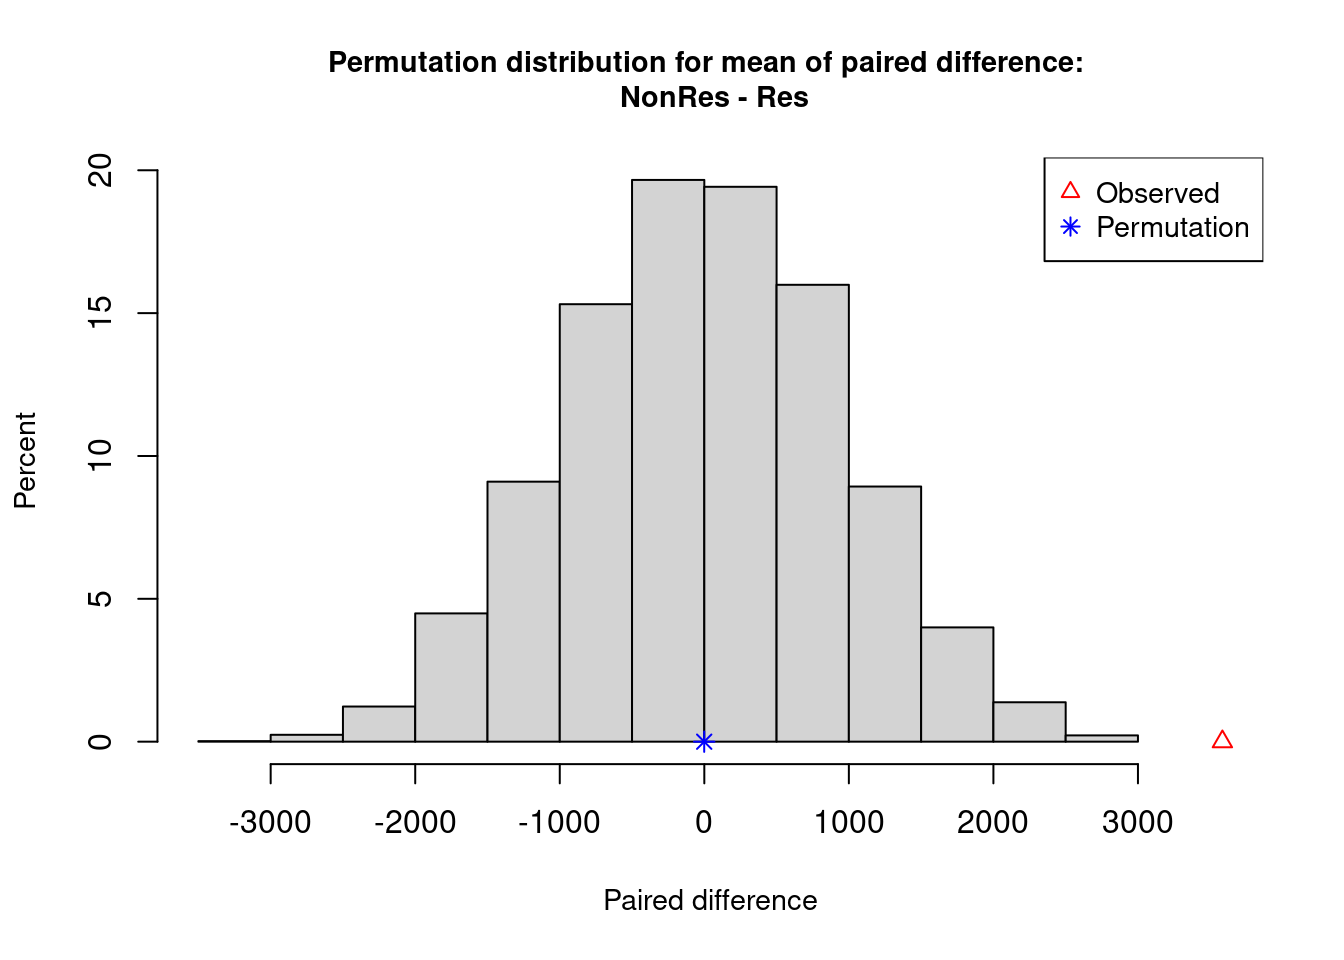 Permutation distribution for mean of paired difference:
NonRes - Res
Observed
Permutation
Percent
20
15
10
5
0
-3000 -2000 -1000 0 1000 2000 3000
Paired difference